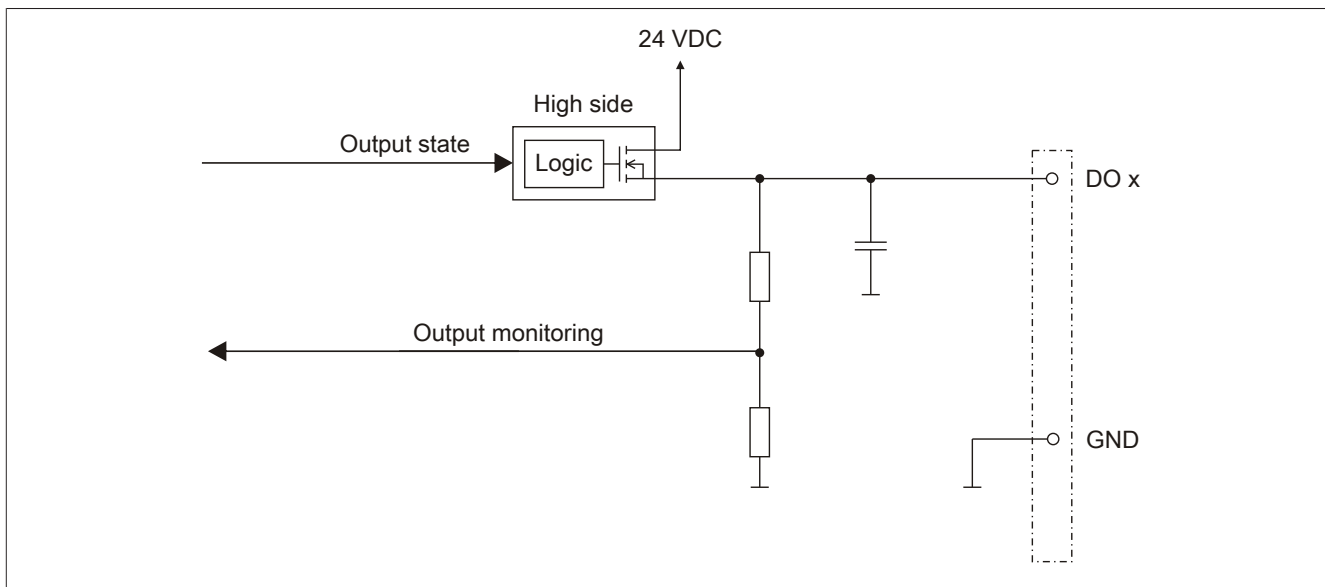 24 VDC
High side
Output state
Logic
DO x
Output monitoring
GND